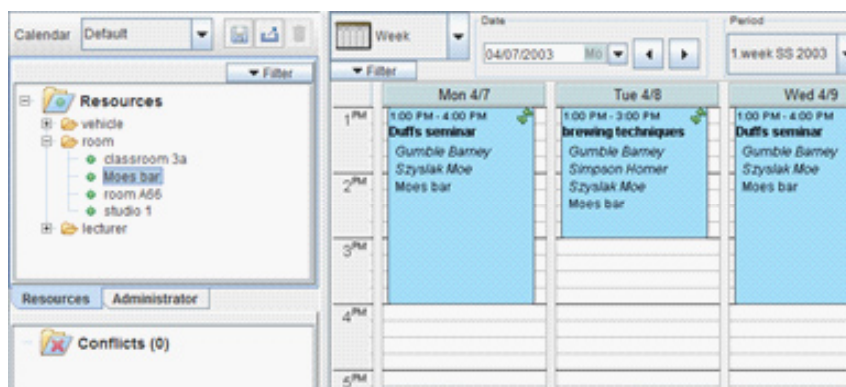 Calendar Default
Filter
Resources
vehicle
room
classroom 3a
Moes bar
room A66
studio 1
lecturer
Resources Administrator
Conflicts (0)
Week
Date
04/07/2003 Mo
Period
1.week SS 2003
Filter
Mon 4/7 Tue 4/8 Wed 4/9
1PM
2PM
3PM
4PM
5PM
1:00 PM - 4:00 PM
Duffs seminar
Gumble Barney
Szyslak Moe
Moes bar
1:00 PM - 3:00 PM
brewing techniques
Gumble Barney
Simpson Homer
Szyslak Moe
Moes bar
1:00 PM - 4:00 PM
Duffs seminar
Gumble Barney
Szyslak Moe
Moes bar